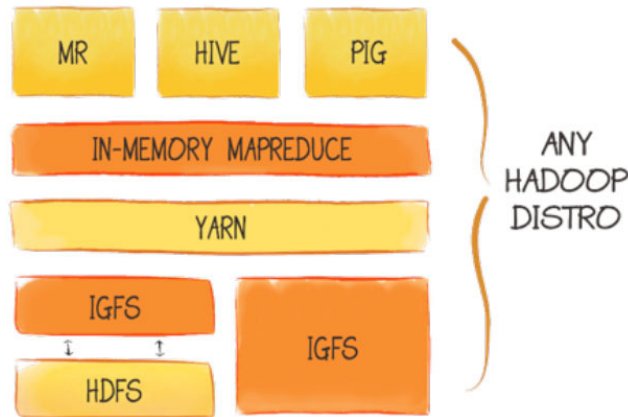 MR HIVE PIG
IN-MEMORY MAPREDUCE
YARN
IGFS
HDFS
IGFS
ANY
HADOOP
DISTRO